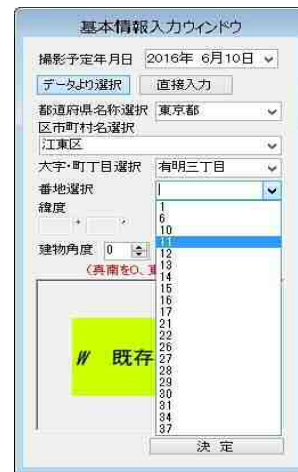 基本情報入力ウィンドウ
撮影予定年月日 2016年 6月10日
データより選択 直接入力
都道府県名称選択 東京都
区市町村名選択
江東区
大字・町丁目選択 有明三丁目
番地選択
緯度
° ′
建物角度 0
(真南を0、
1
6
10
11
12
13
14
15
16
17
21
22
26
27
28
29
30
31
34
37
W 既存
決定